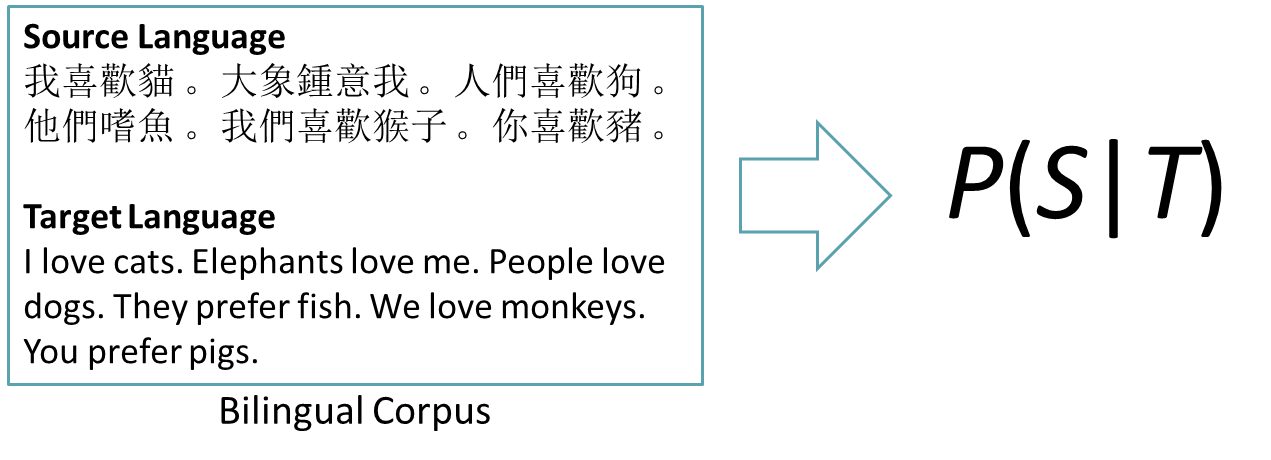 Source Language
我喜歡貓。大象鍾意我。人們喜歡狗。
他們嗜魚。我們喜歡猴子。你喜歡豬。
Target Language
I love cats. Elephants love me. People love
dogs. They prefer fish. We love monkeys.
You prefer pigs.
Bilingual Corpus
P(S|T)